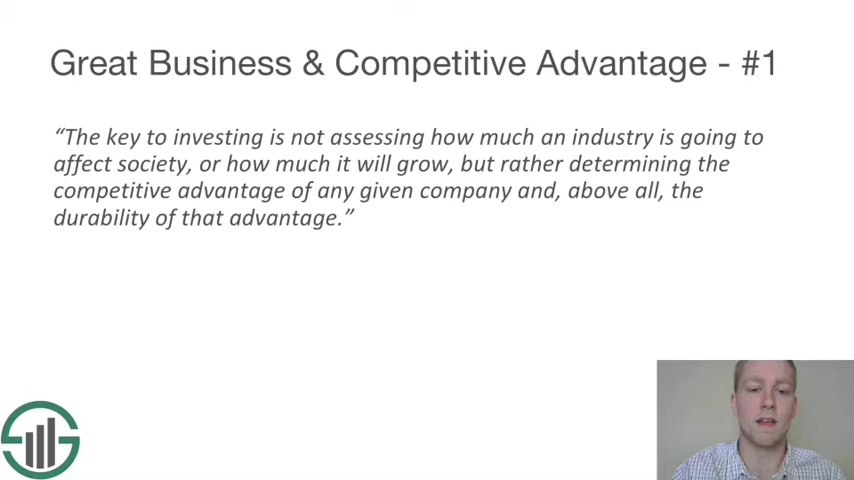 Great Business & Competitive Advantage - #1
“The key to investing is not assessing how much an industry is going to
affect society, or how much it will grow, but rather determining the
competitive advantage of any given company and, above all, the
durability of that advantage.”